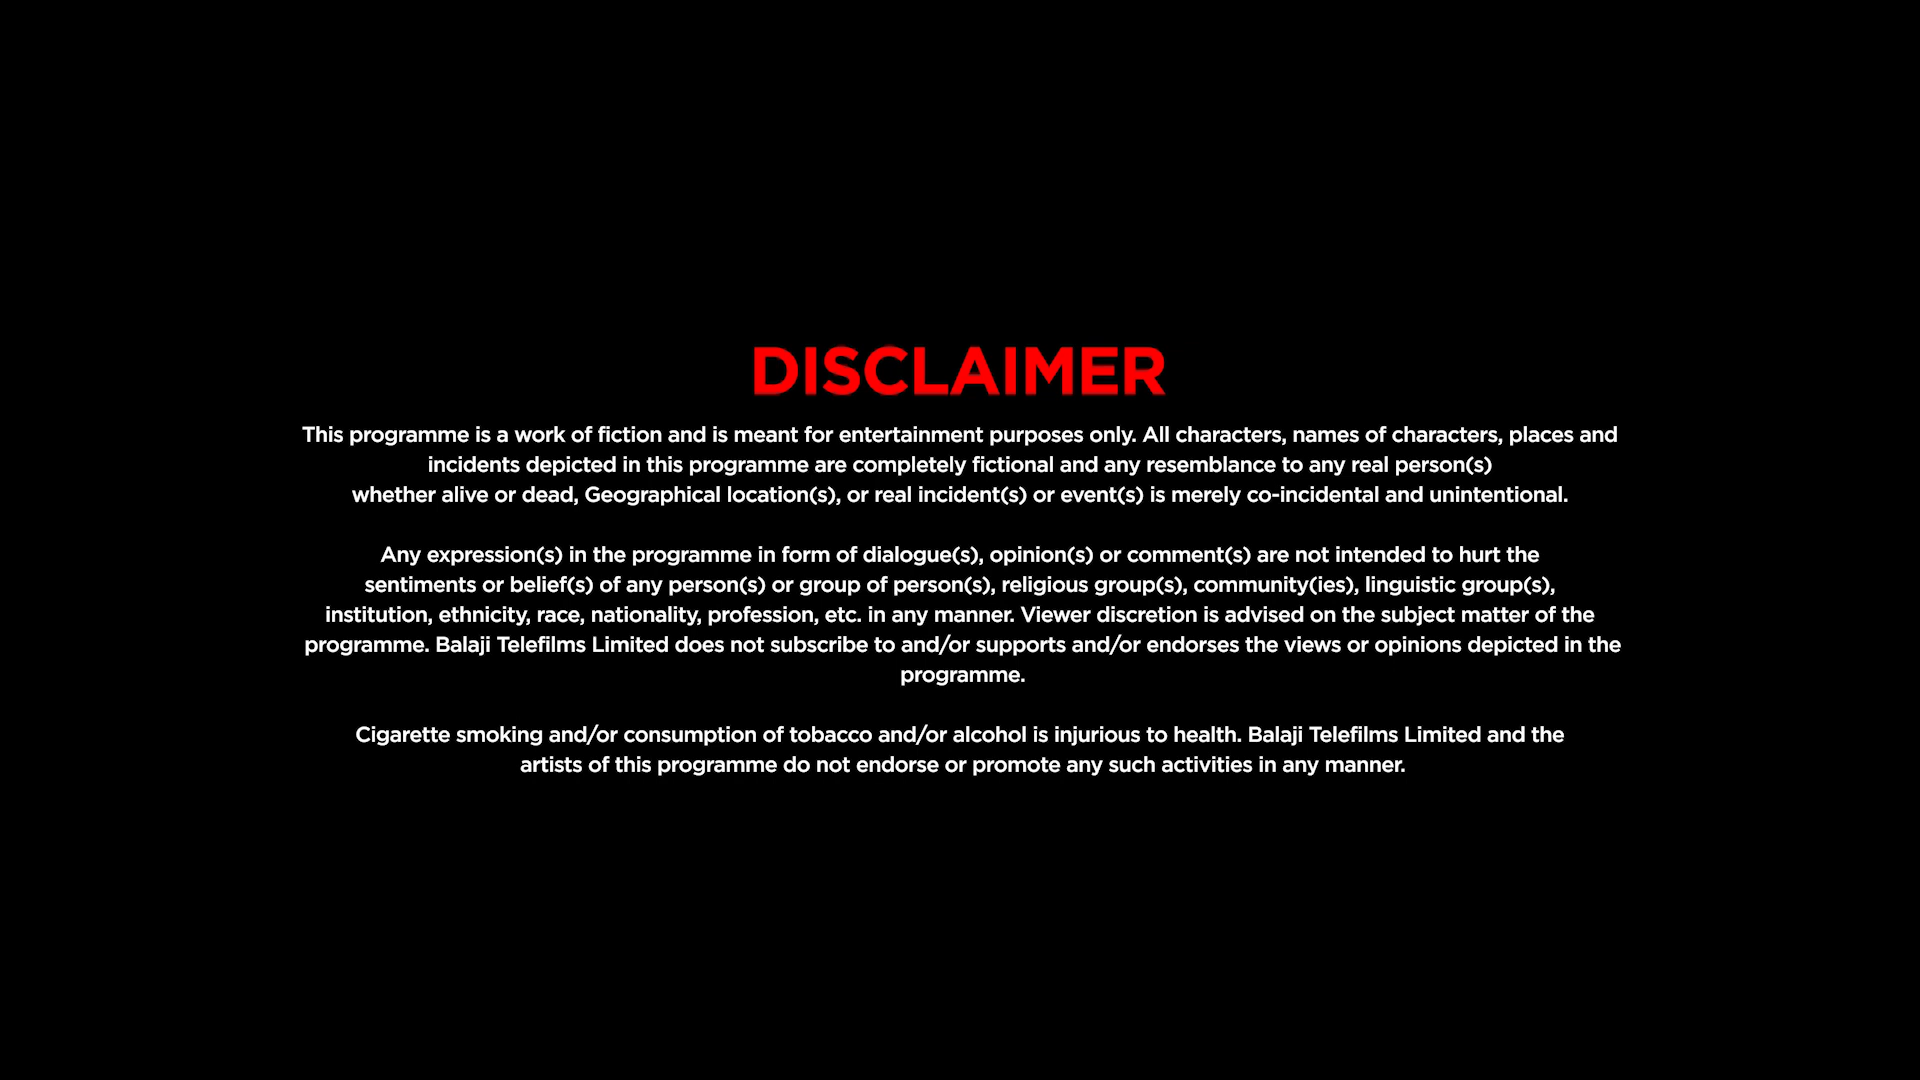 DISCLAIMER
This programme is a work of fiction and is meant for entertainment purposes only. All characters, names of characters, places and
incidents depicted in this programme are completely fictional and any resemblance to any real person(s)
whether alive or dead, Geographical location(s), or real incident(s) or event(s) is merely co-incidental and unintentional.
Any expression(s) in the programme in form of dialogue(s), opinion(s) or comment(s) are not intended to hurt the
sentiments or belief(s) of any person(s) or group of person(s), religious group(s), community(ies), linguistic group(s),
institution, ethnicity, race, nationality, profession, etc. in any manner. Viewer discretion is advised on the subject matter of the
programme. Balaji Telefilms Limited does not subscribe to and/or supports and/or endorses the views or opinions depicted in the
programme.
Cigarette smoking and/or consumption of tobacco and/or alcohol is injurious to health. Balaji Telefilms Limited and the
artists of this programme do not endorse or promote any such activities in any manner.